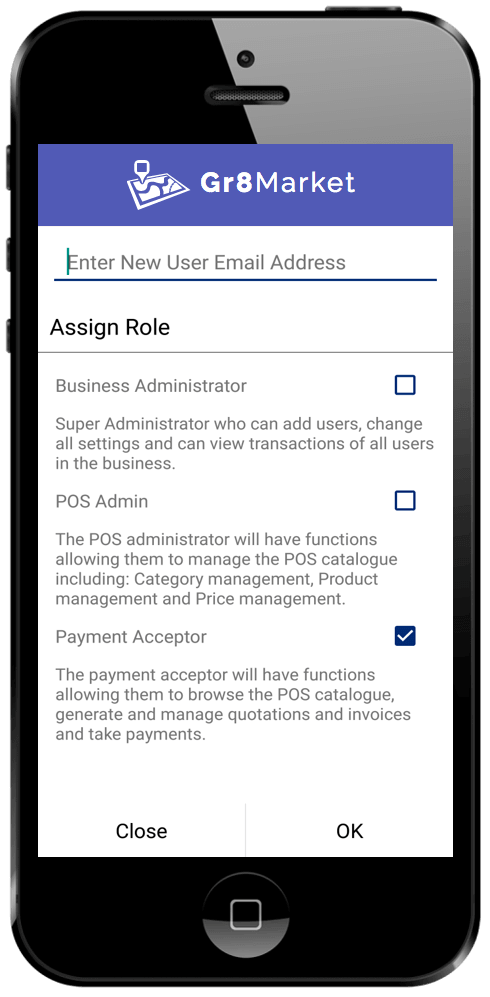 Gr8Market
Enter New User Email Address
Assign Role
Business Administrator
Super Administrator who can add users, change
all settings and can view transactions of all users
in the business.
POS Admin
The POS administrator will have functions
allowing them to manage the POS catalogue
including: Category management, Product
management and Price management.
Payment Acceptor
The payment acceptor will have functions
allowing them to browse the POS catalogue,
generate and manage quotations and invoices
and take payments.
Close
OK